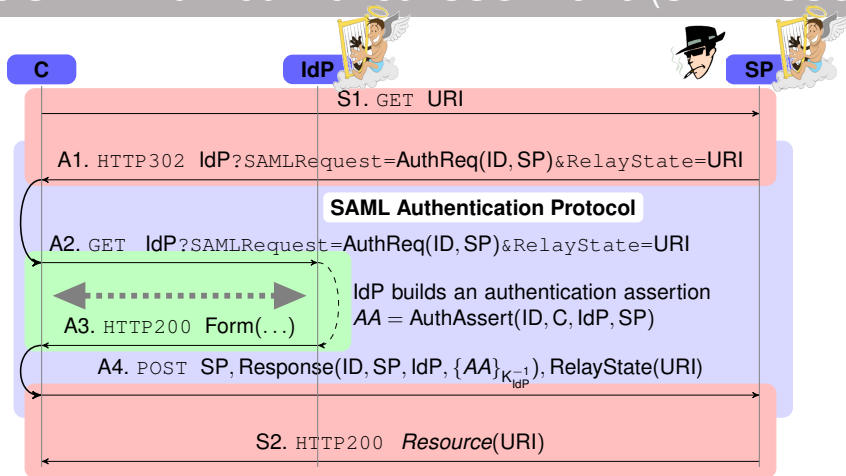 C IdP SP
S1. GET URI
A1. HTTP302 IdP?SAMLRequest=AuthReq(ID, SP)&RelayState=URI
SAML Authentication Protocol
A2. GET IdP?SAMLRequest=AuthReq(ID, SP)&RelayState=URI
IdP builds an authentication assertion
AA = AuthAssert(ID, C, IdP, SP)
A3. HTTP200 Form(...)
A4. POST SP, Response(ID, SP, IdP, {AA}K⁻¹IdP), RelayState(URI)
S2. HTTP200 Resource(URI)